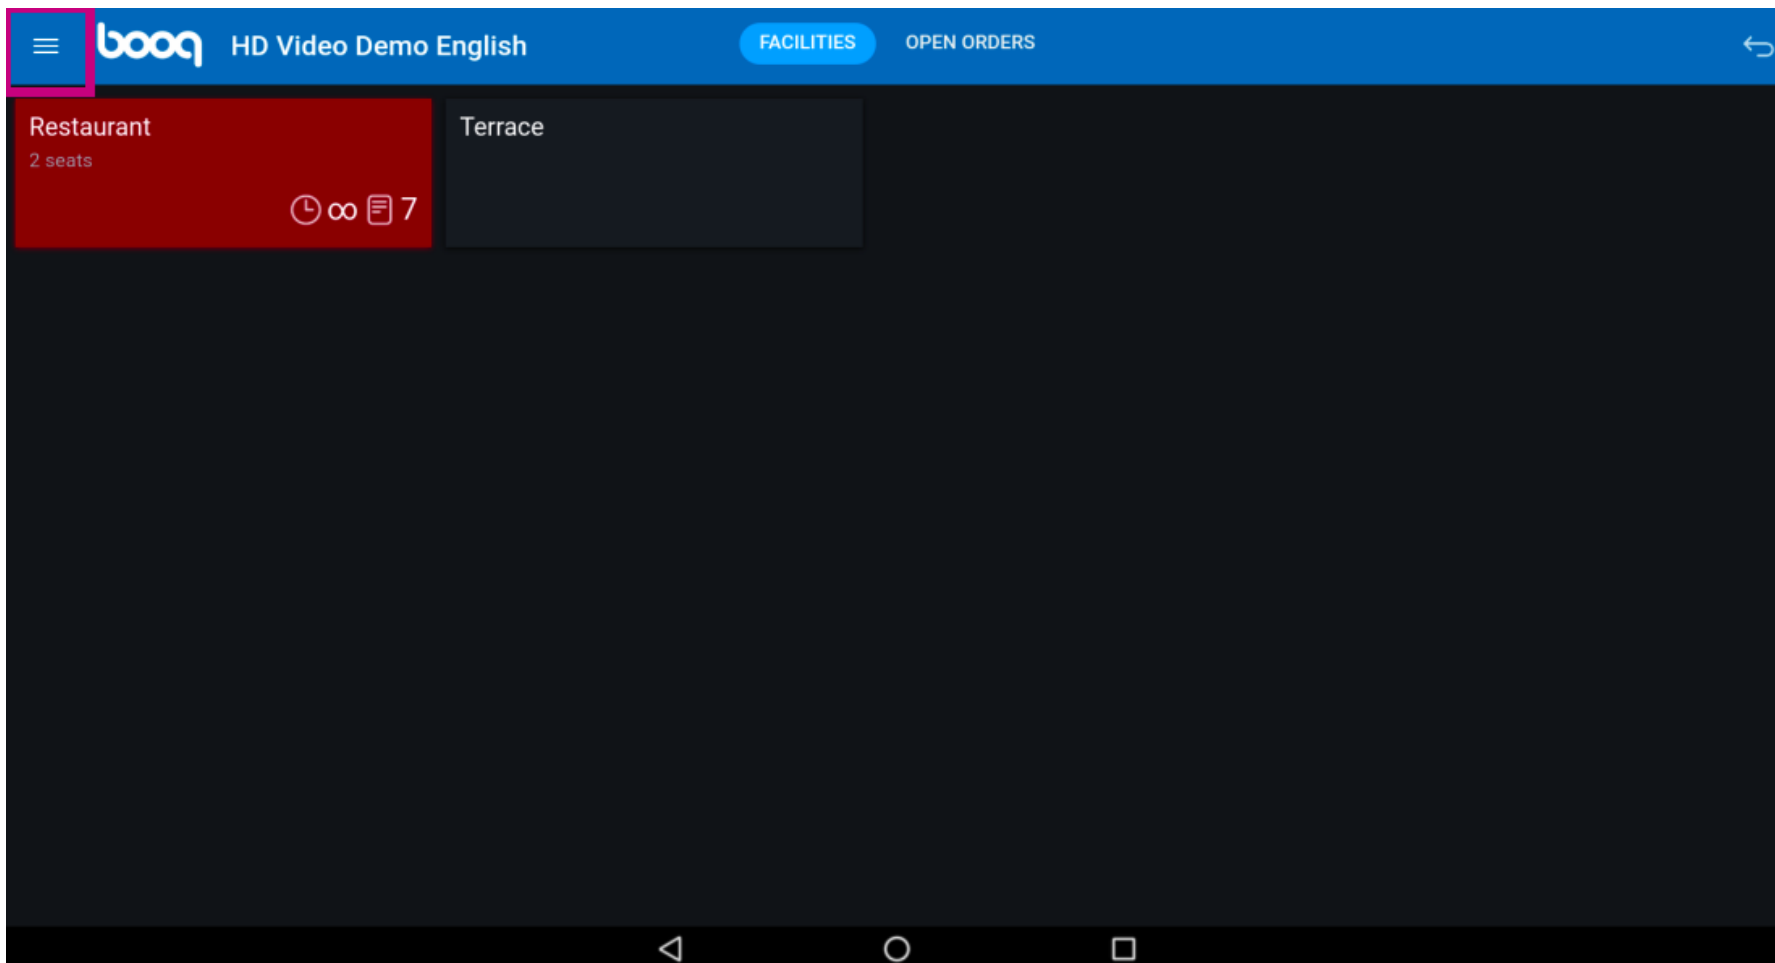 booq HD Video Demo English FACILITIES OPEN ORDERS
Restaurant
2 seats
∞ 7
Terrace